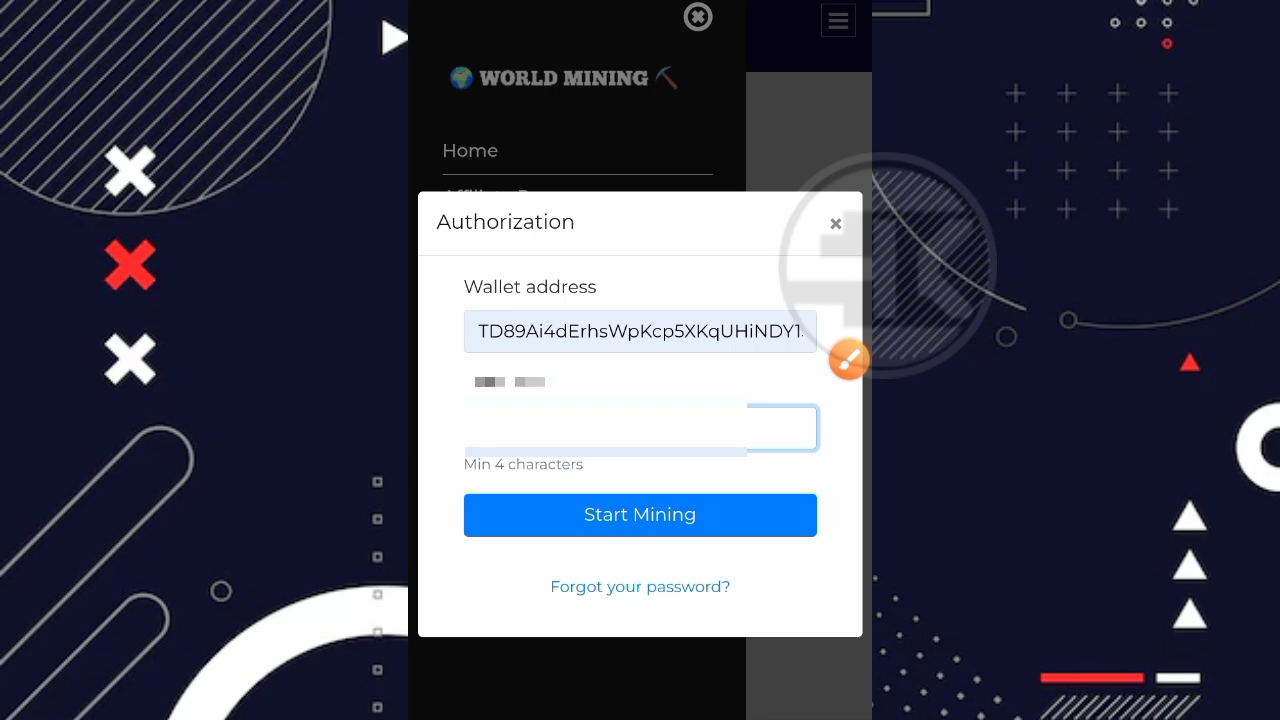 🌍 WORLD MINING ⛏️
Home
Authorization
Wallet address
TD89Ai4dErhsWpKcp5XKqUHiNDY1
Min 4 characters
Start Mining
Forgot your password?